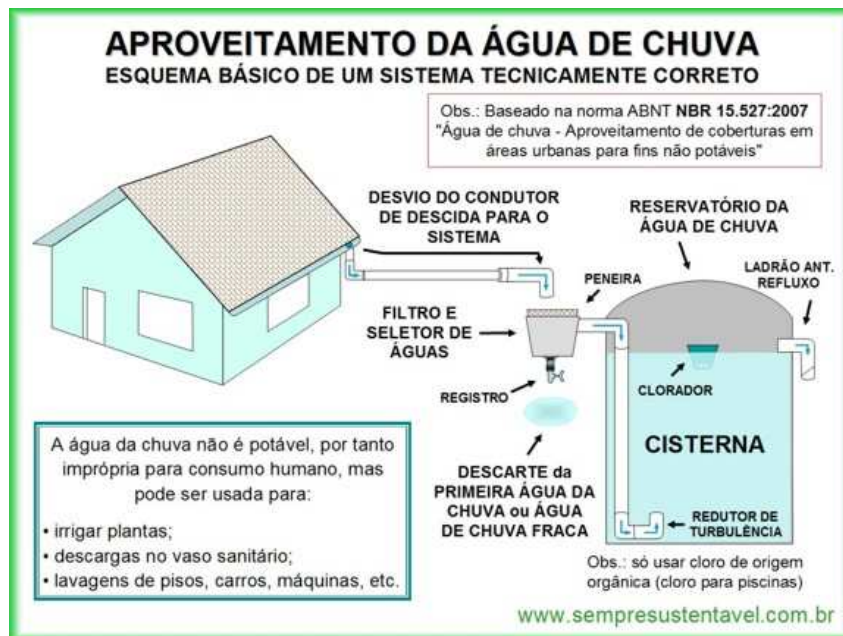 APROVEITAMENTO DA ÁGUA DE CHUVA
ESQUEMA BÁSICO DE UM SISTEMA TECNICAMENTE CORRETO
Obs.: Baseado na norma ABNT NBR 15.527:2007
"Água de chuva - Aproveitamento de coberturas em
áreas urbanas para fins não potáveis"
DESVIO DO CONDUTOR
DE DESCIDA PARA O
SISTEMA
RESERVATÓRIO DA
ÁGUA DE CHUVA
LADRÃO ANT.
REFLUXO
PENEIRA
FILTRO E
SELETOR DE
ÁGUAS
REGISTRO
CLORADOR
CISTERNA
DESCARTE da
PRIMEIRA ÁGUA DA
CHUVA ou ÁGUA
DE CHUVA FRACA
REDUTOR DE
TURBULÊNCIA
A água da chuva não é potável, por tanto
imprópria para consumo humano, mas
pode ser usada para:
• irrigar plantas;
• descargas no vaso sanitário;
• lavagens de pisos, carros, máquinas, etc.
Obs.: só usar cloro de origem
orgânica (cloro para piscinas)
www.sempresustentavel.com.br